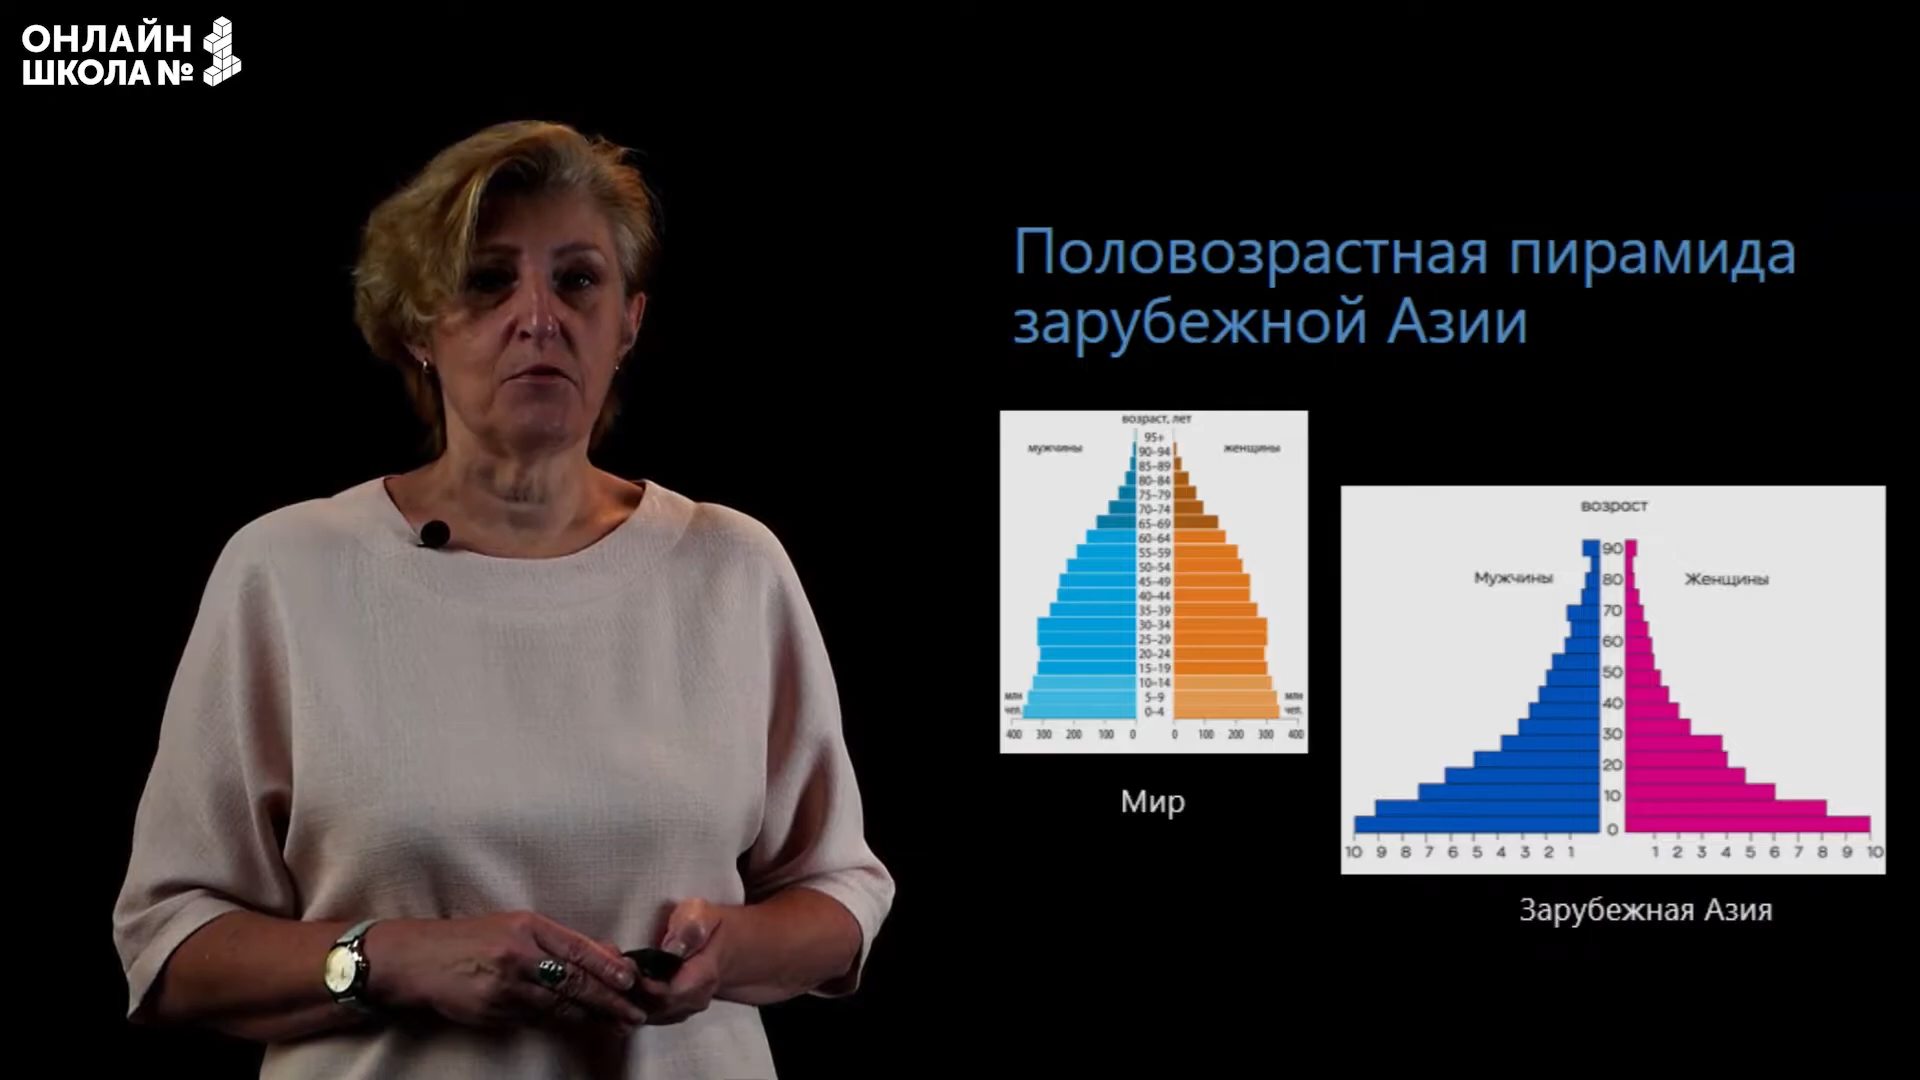 ОНЛАЙН
ШКОЛА №
Половозрастная пирамида
зарубежной Азии
возраст, лет
мужчины
женщины
95+
90–94
85–89
80–84
75–79
70–74
65–69
60–64
55–59
50–54
45–49
40–44
35–39
30–34
25–29
20–24
15–19
10–14
5–9
0–4
млн
чел.
млн
чел.
400 300 200 100 0 0 100 200 300 400
Мир
возраст
Мужчины
Женщины
90
80
70
60
50
40
30
20
10
0
10 9 8 7 6 5 4 3 2 1 1 2 3 4 5 6 7 8 9 10
Зарубежная Азия